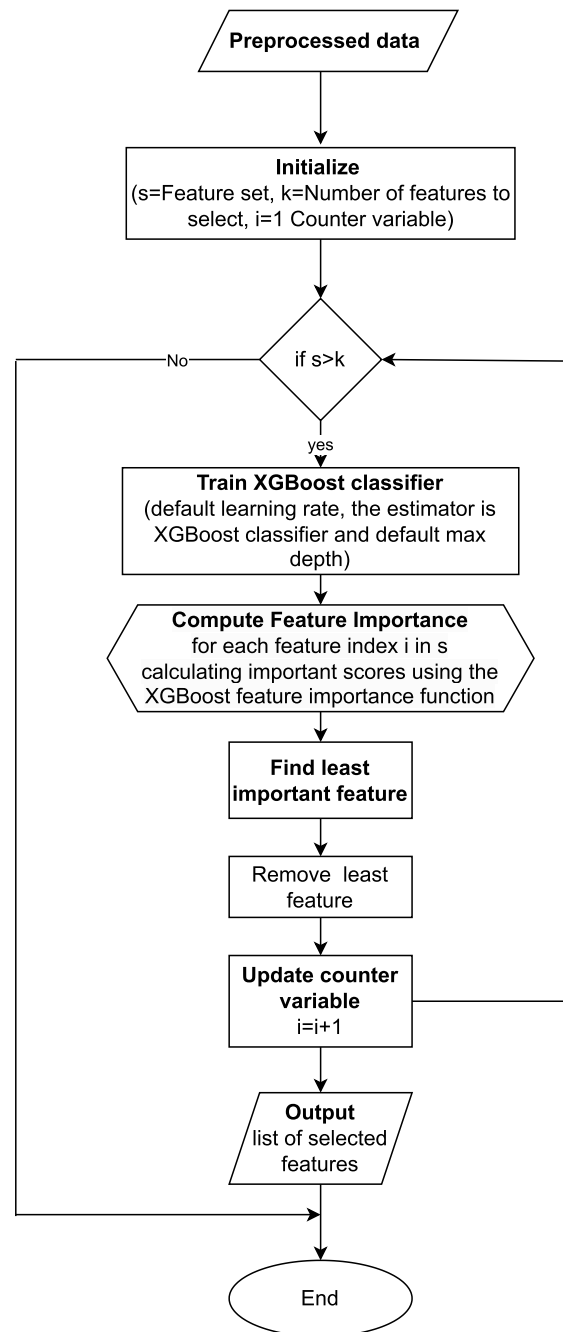 Preprocessed data
Initialize
(s=Feature set, k=Number of features to
select, i=1 Counter variable)
if s>k
No
yes
Train XGBoost classifier
(default learning rate, the estimator is
XGBoost classifier and default max
depth)
Compute Feature Importance
for each feature index i in s
calculating important scores using the
XGBoost feature importance function
Find least
important feature
Remove least
feature
Update counter
variable
i=i+1
Output
list of selected
features
End